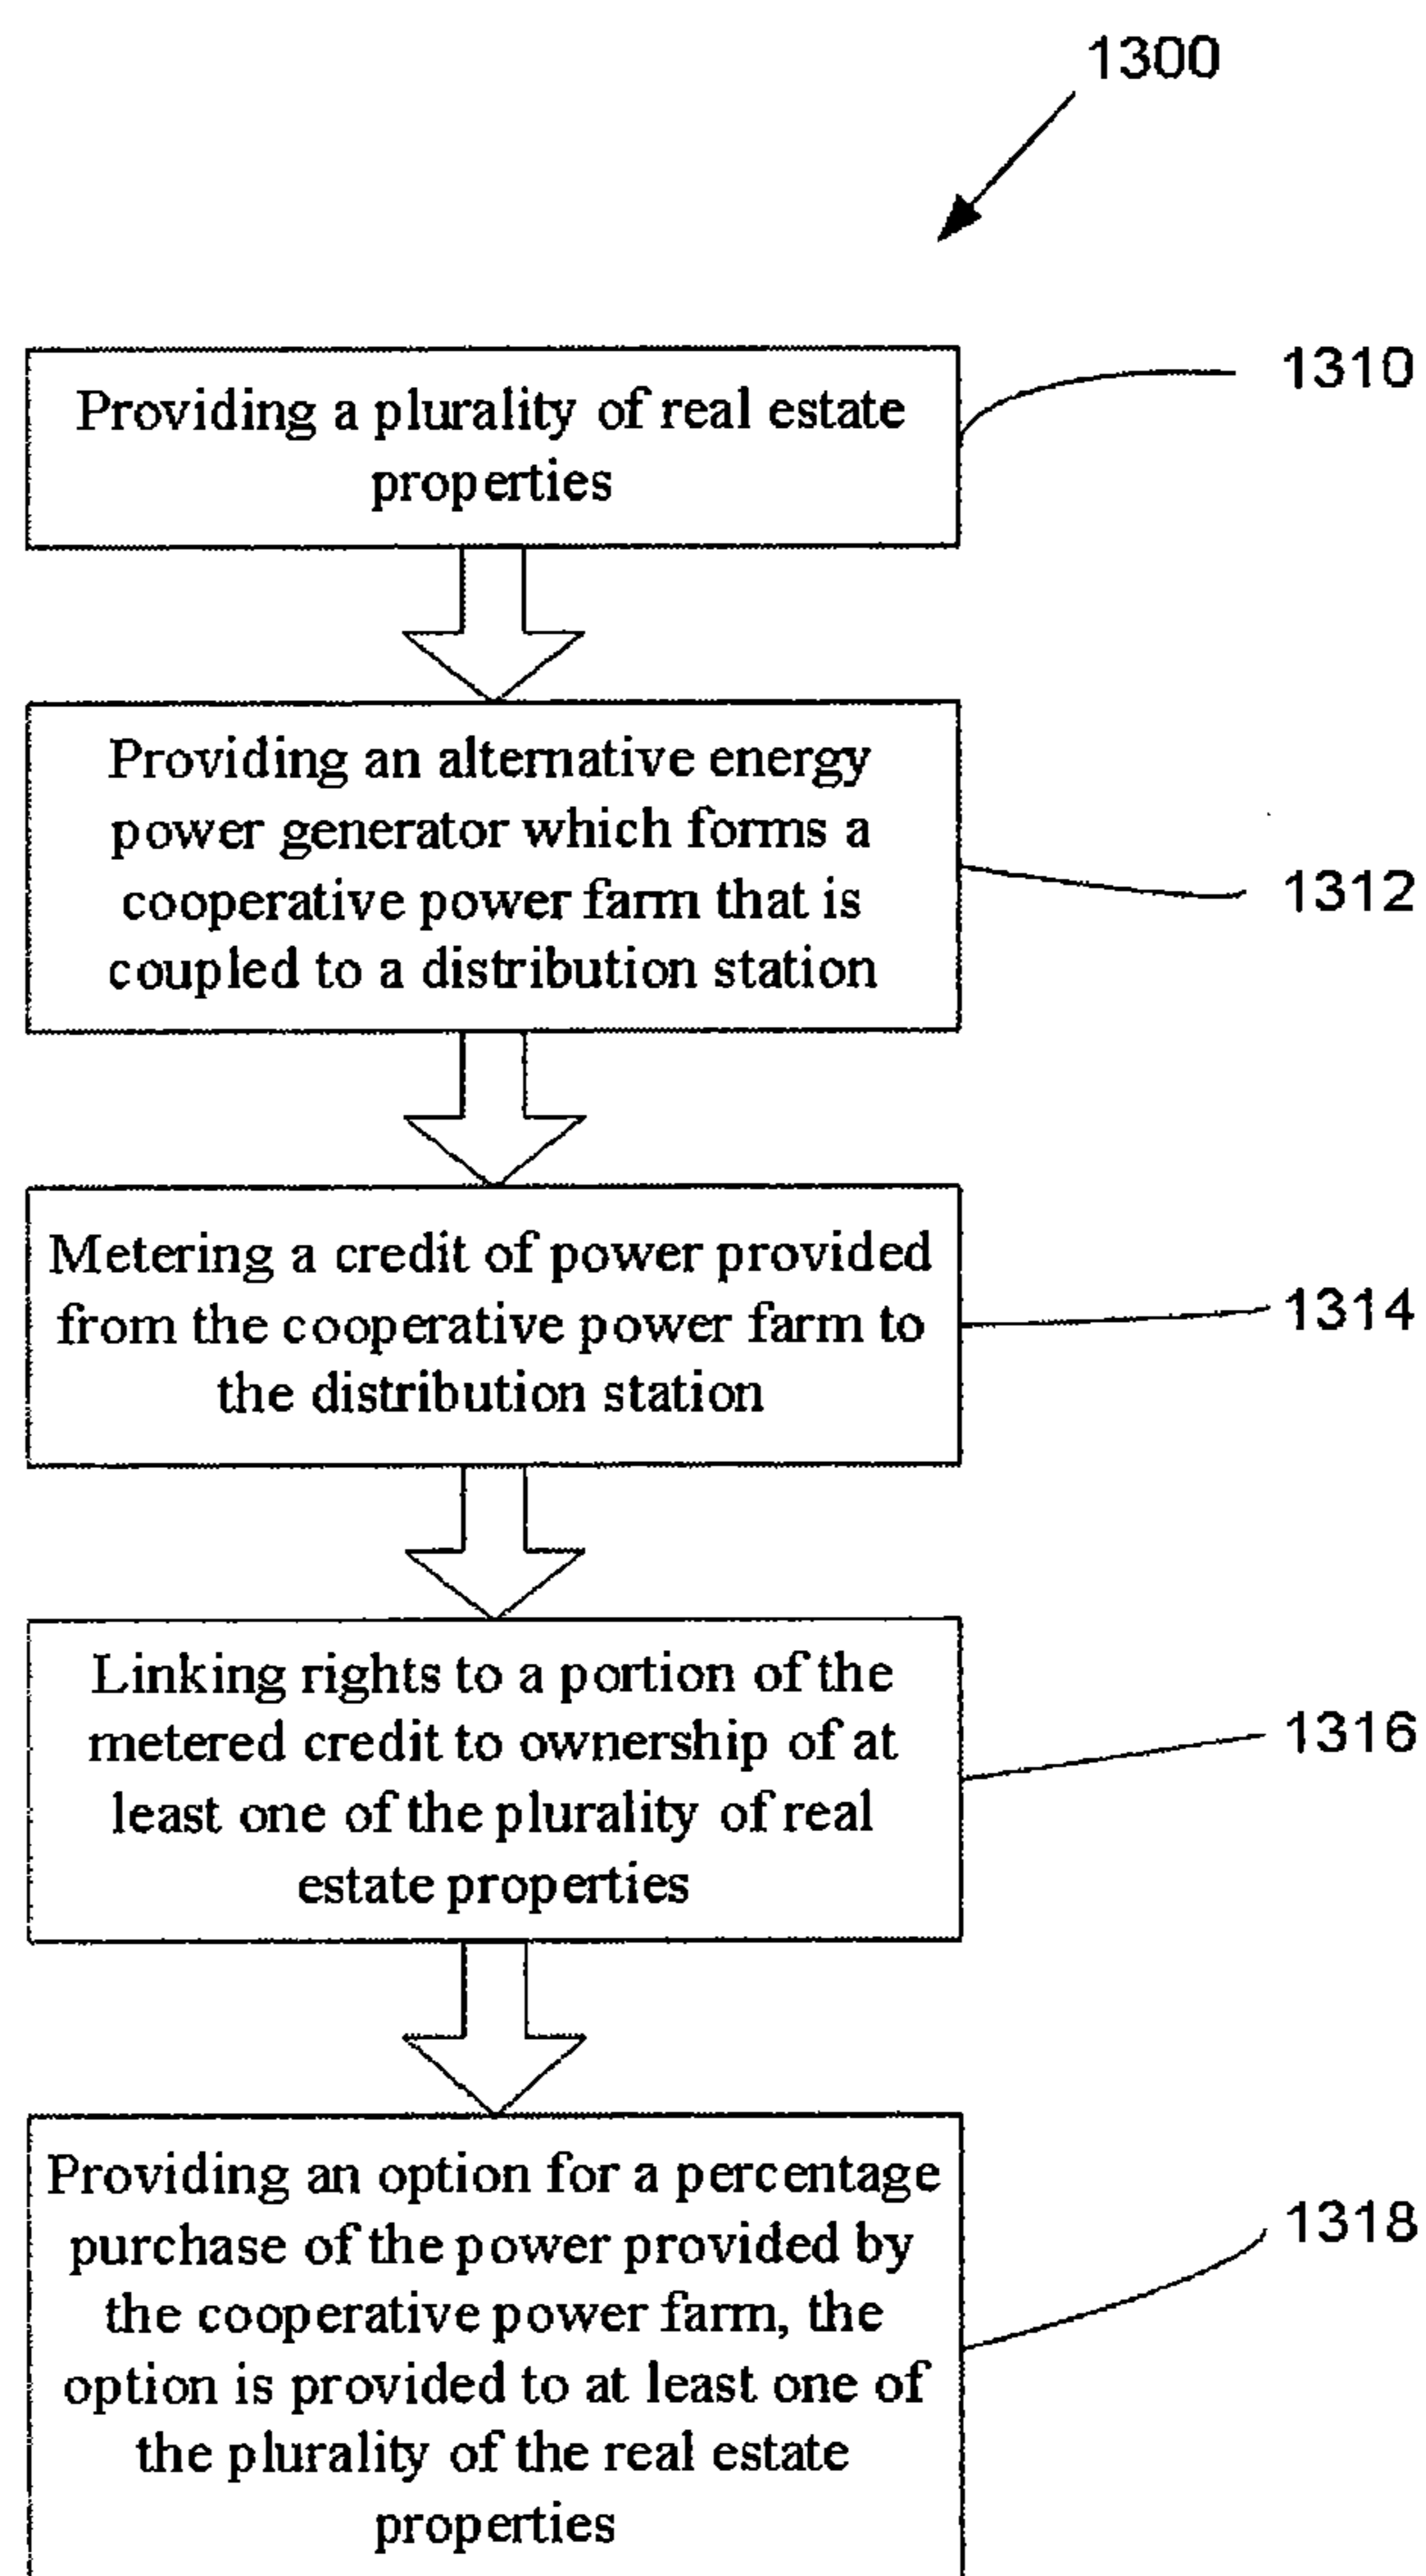 1300
Providing a plurality of real estate
properties
1310
Providing an alternative energy
power generator which forms a
cooperative power farm that is
coupled to a distribution station
1312
Metering a credit of power provided
from the cooperative power farm to
the distribution station
1314
Linking rights to a portion of the
metered credit to ownership of at
least one of the plurality of real
estate properties
1316
Providing an option for a percentage
purchase of the power provided by
the cooperative power farm, the
option is provided to at least one of
the plurality of the real estate
properties
1318